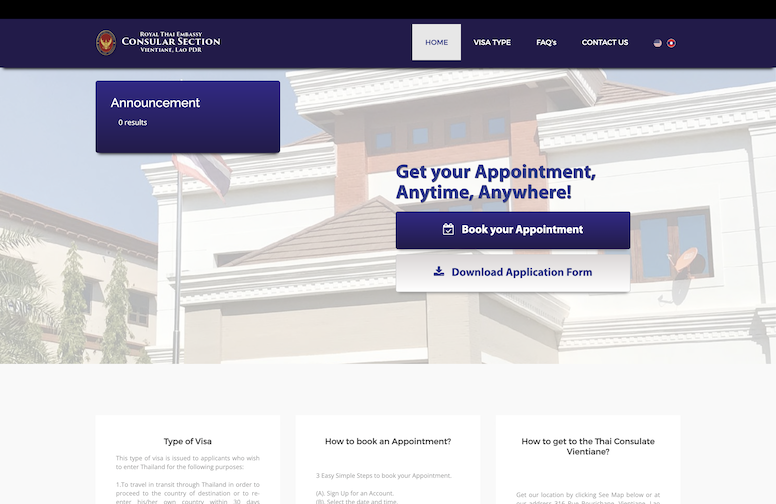 Royal Thai Embassy
Consular Section
Vientiane, Lao PDR
HOME
VISA TYPE
FAQ's
CONTACT US
Announcement
0 results
Get your Appointment,
Anytime, Anywhere!
Book your Appointment
Download Application Form
Type of Visa
This type of visa is issued to applicants who wish
to enter Thailand for the following purposes:
1.To travel in transit through Thailand in order to
proceed to the country of destination or to re-
enter his/her own country within 30 days
How to book an Appointment?
3 Easy Simple Steps to book your Appointment.
(A). Sign Up for an Account.
(B). Select the date and time.
How to get to the Thai Consulate
Vientiane?
Get our location by clicking See Map below or at
our address 316 Rue Bourichane, Vientiane, Lao